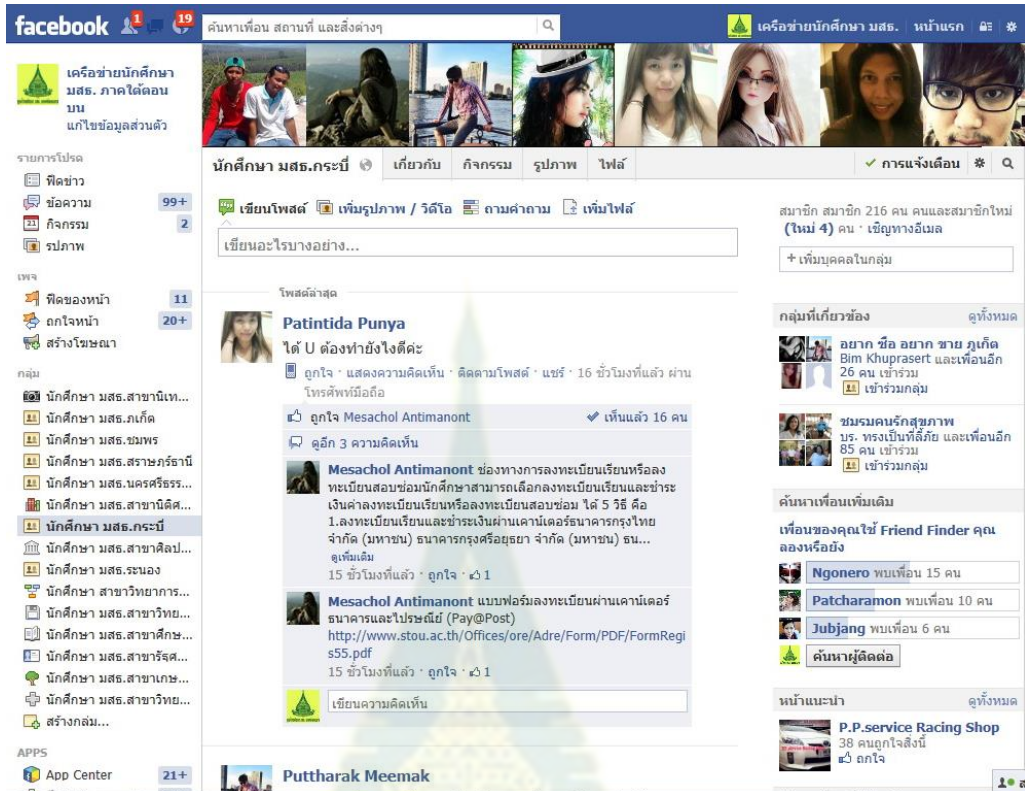 facebook 1 19 ค้นหาเพื่อน สถานที่ และสิ่งต่างๆ เครือข่ายนักศึกษา มสธ. หน้าแรก
เครือข่ายนักศึกษา
มสธ. ภาคใต้ตอน
บน
แก้ไขข้อมูลส่วนตัว
รายการโปรด
ฟีดข่าว
ข้อความ 99+
กิจกรรม 2
รูปภาพ
เพจ
ฟีดของหน้า 11
ถูกใจหน้า 20+
สร้างโฆษณา
กลุ่ม
นักศึกษา มสธ.สาขานิเท...
นักศึกษา มสธ.ภูเก็ต
นักศึกษา มสธ.ชุมพร
นักศึกษา มสธ.สุราษฎร์ธานี
นักศึกษา มสธ.นครศรีธรร...
นักศึกษา มสธ.สาขานิติศ...
นักศึกษา มสธ.กระบี่
นักศึกษา มสธ.สาขาศิลป...
นักศึกษา มสธ.ระนอง
นักศึกษา สาขาวิทยาการ...
นักศึกษา มสธ.สาขาวิทย...
นักศึกษา มสธ.สาขาศึกษ...
นักศึกษา มสธ.สาขารัฐศ...
นักศึกษา มสธ.สาขาเกษ...
นักศึกษา มสธ.สาขาวิทย...
สร้างกลุ่ม...
APPS
App Center 21+
นักศึกษา มสธ.กระบี่ เกี่ยวกับ กิจกรรม รูปภาพ ไฟล์ ✓ การแจ้งเตือน
เขียนโพสต์ เพิ่มรูปภาพ / วิดีโอ ถามคำถาม เพิ่มไฟล์
เขียนอะไรบางอย่าง...
โพสต์ล่าสุด
Patintida Punya
ได้ U ต้องทำยังไงดีค่ะ
ถูกใจ · แสดงความคิดเห็น · ติดตามโพสต์ · แชร์ · 16 ชั่วโมงที่แล้ว ผ่าน
โทรศัพท์มือถือ
ถูกใจ Mesachol Antimanont ✓ เห็นแล้ว 16 คน
ดูอีก 3 ความคิดเห็น
Mesachol Antimanont ช่องทางการลงทะเบียนเรียนหรือลง
ทะเบียนสอบซ่อมนักศึกษาสามารถเลือกลงทะเบียนและชำระ
เงินค่าลงทะเบียนเรียนหรือลงทะเบียนสอบซ่อม ได้ 5 วิธี คือ
1.ลงทะเบียนเรียนและชำระเงินผ่านเคาน์เตอร์ธนาคารกรุงไทย
จำกัด (มหาชน) ธนาคารกรุงศรีอยุธยา จำกัด (มหาชน) ธน...
ดูเพิ่มเติม
15 ชั่วโมงที่แล้ว · ถูกใจ · 1
Mesachol Antimanont แบบฟอร์มลงทะเบียนผ่านเคาน์เตอร์
ธนาคารและไปรษณีย์ (Pay@Post)
http://www.stou.ac.th/Offices/ore/Adre/Form/PDF/FormRegi
s55.pdf
15 ชั่วโมงที่แล้ว · ถูกใจ · 1
เขียนความคิดเห็น
Puttharak Meemak
สมาชิก สมาชิก 216 คน คนและสมาชิกใหม่
(ใหม่ 4) คน · เชิญทางอีเมล
+ เพิ่มบุคคลในกลุ่ม
กลุ่มที่เกี่ยวข้อง ดูทั้งหมด
อยาก ซื้อ อยาก ขาย ภูเก็ต
Bim Khuprasert และเพื่อนอีก
26 คน เข้าร่วม
เข้าร่วมกลุ่ม
ชมรมคนรักสุขภาพ
บร. ทรงเป็นที่ลี้ภัย และเพื่อนอีก
85 คน เข้าร่วม
เข้าร่วมกลุ่ม
ค้นหาเพื่อนเพิ่มเติม
เพื่อนของคุณใช้ Friend Finder คุณ
ลองหรือยัง
Ngonero พบเพื่อน 15 คน
Patcharamon พบเพื่อน 10 คน
Jubjang พบเพื่อน 6 คน
ค้นหาผู้ติดต่อ
หน้าแนะนำ ดูทั้งหมด
P.P.service Racing Shop
38 คนถูกใจสิ่งนี้
ถูกใจ
1